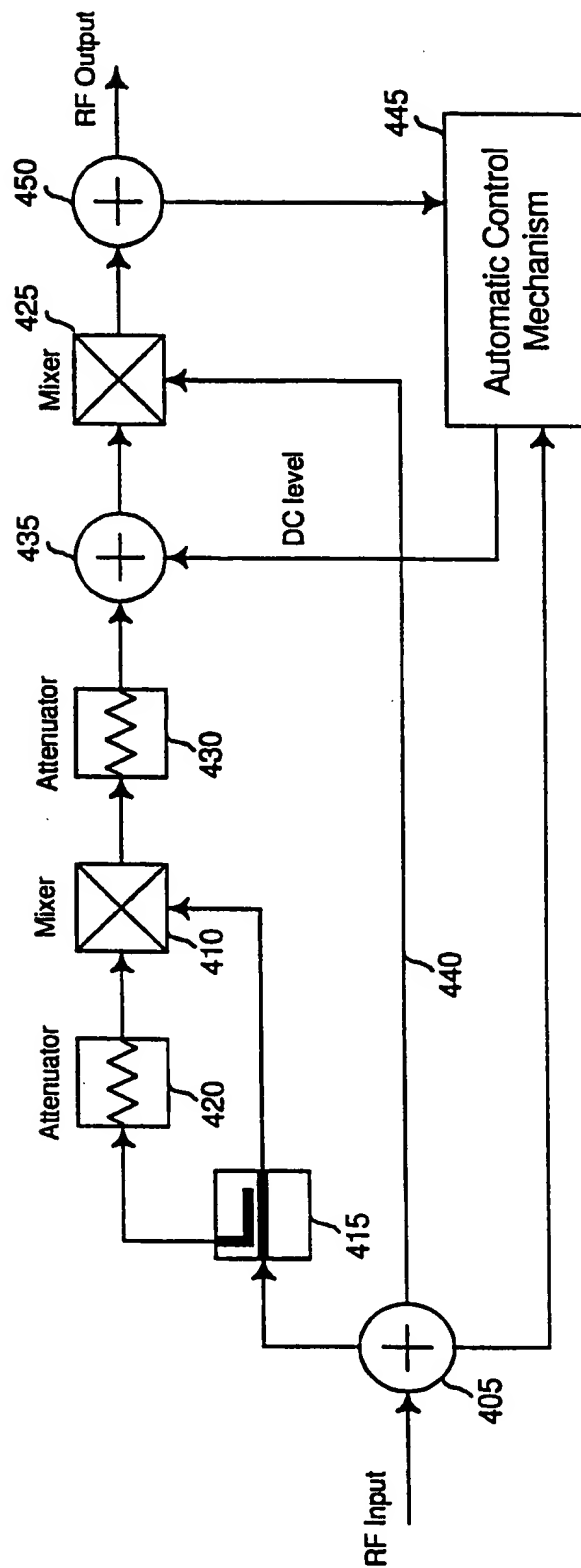 RF Input
405
415
Attenuator
420
Mixer
410
Attenuator
430
435
DC level
440
Mixer
425
450
RF Output
445
Automatic Control
Mechanism